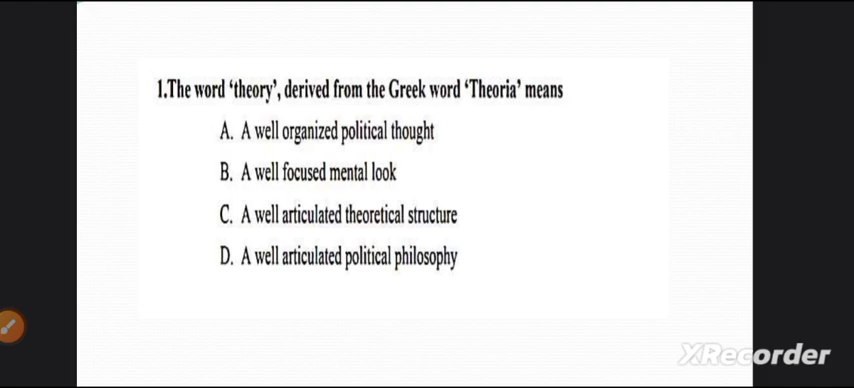 1.The word ‘theory’, derived from the Greek word ‘Theoria’ means
A. A well organized political thought
B. A well focused mental look
C. A well articulated theoretical structure
D. A well articulated political philosophy
XRecorder